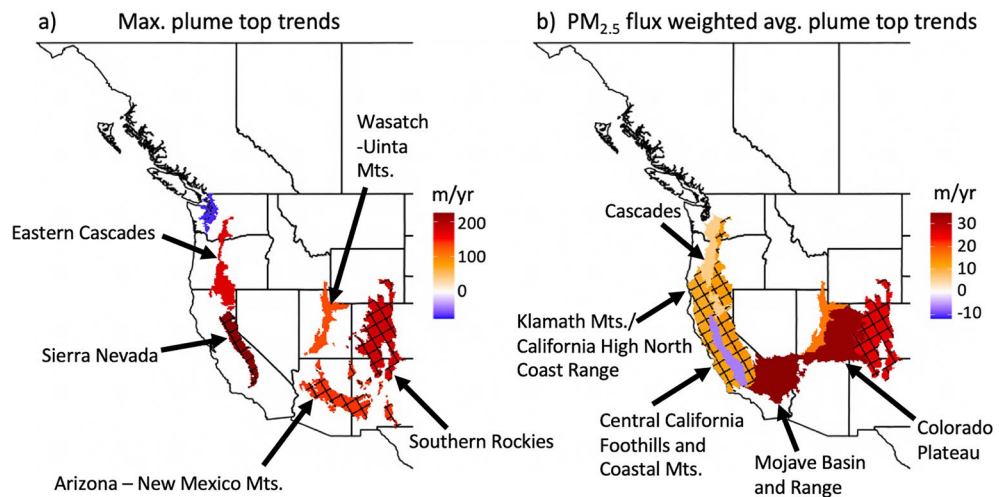 a) Max. plume top trends
Wasatch
-Uinta
Mts.
m/yr
200
100
0
Eastern Cascades
Sierra Nevada
Southern Rockies
Arizona – New Mexico Mts.
b) PM2.5 flux weighted avg. plume top trends
Cascades
m/yr
30
20
10
0
-10
Klamath Mts./
California High North
Coast Range
Central California
Foothills and
Coastal Mts.
Mojave Basin
and Range
Colorado
Plateau